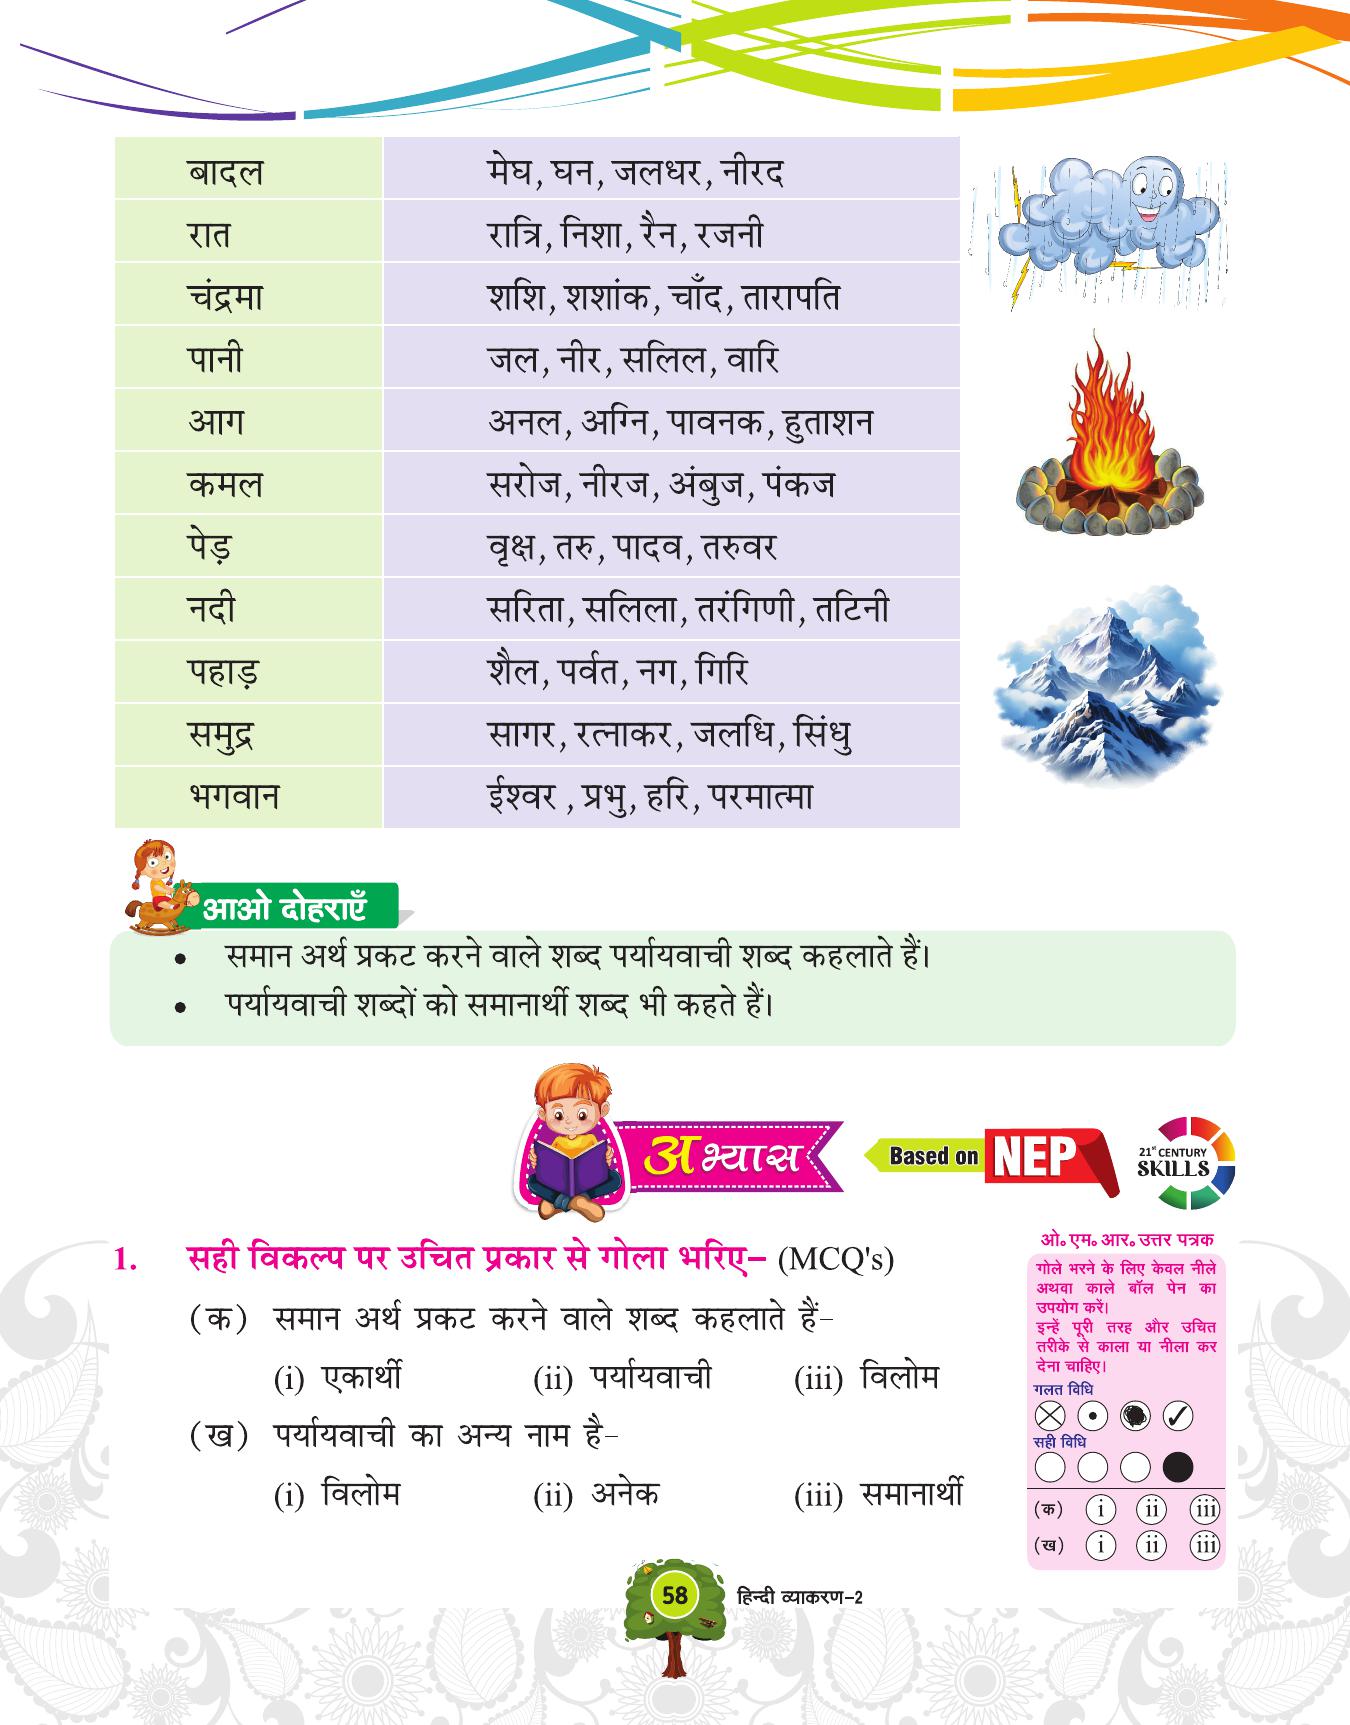 बादल मेघ, घन, जलधर, नीरद
रात रात्रि, निशा, रैन, रजनी
चंद्रमा शशि, शशांक, चाँद, तारापति
पानी जल, नीर, सलिल, वारि
आग अनल, अग्नि, पावनक, हुताशन
कमल सरोज, नीरज, अंबुज, पंकज
पेड़ वृक्ष, तरु, पादव, तरुवर
नदी सरिता, सलिला, तरंगिणी, तटिनी
पहाड़ शैल, पर्वत, नग, गिरि
समुद्र सागर, रत्नाकर, जलधि, सिंधु
भगवान ईश्वर , प्रभु, हरि, परमात्मा
आओ दोहराएँ
• समान अर्थ प्रकट करने वाले शब्द पर्यायवाची शब्द कहलाते हैं।
• पर्यायवाची शब्दों को समानार्थी शब्द भी कहते हैं।
अभ्यास
Based on NEP
21st CENTURY
SKILLS
1. सही विकल्प पर उचित प्रकार से गोला भरिए– (MCQ's)
(क) समान अर्थ प्रकट करने वाले शब्द कहलाते हैं–
(i) एकार्थी (ii) पर्यायवाची (iii) विलोम
(ख) पर्यायवाची का अन्य नाम है–
(i) विलोम (ii) अनेक (iii) समानार्थी
ओ॰ एम॰ आर॰ उत्तर पत्रक
गोले भरने के लिए केवल नीले
अथवा काले बॉल पेन का
उपयोग करें।
इन्हें पूरी तरह और उचित
तरीके से काला या नीला कर
देना चाहिए।
गलत विधि
सही विधि
(क) i ii iii
(ख) i ii iii
58 हिन्दी व्याकरण–2